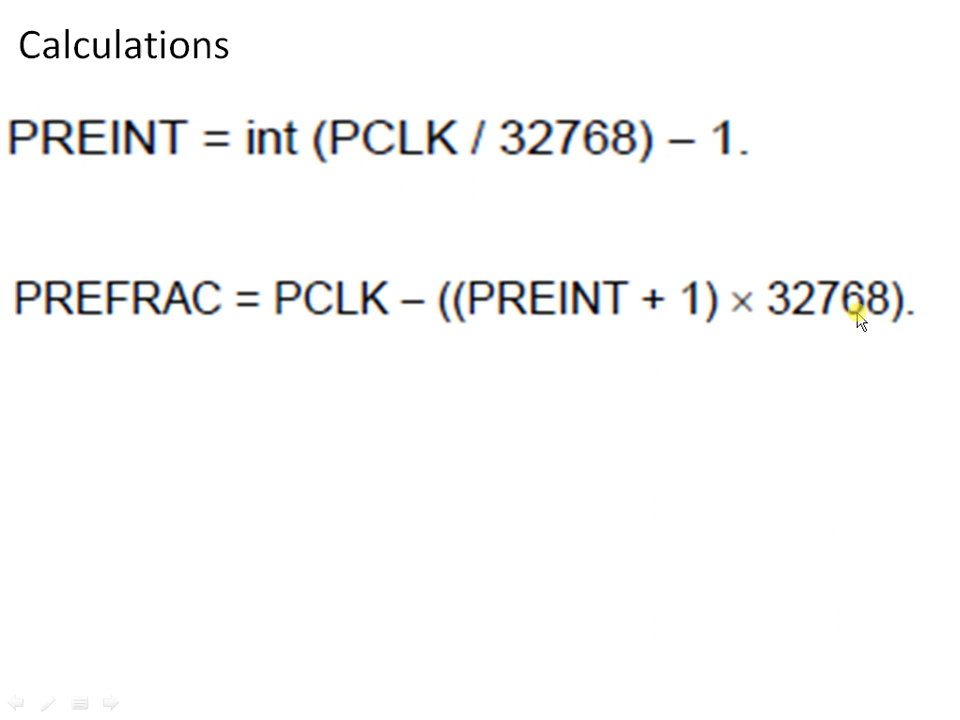 Calculations
PREINT = int (PCLK / 32768) – 1.
PREFRAC = PCLK – ((PREINT + 1) × 32768).